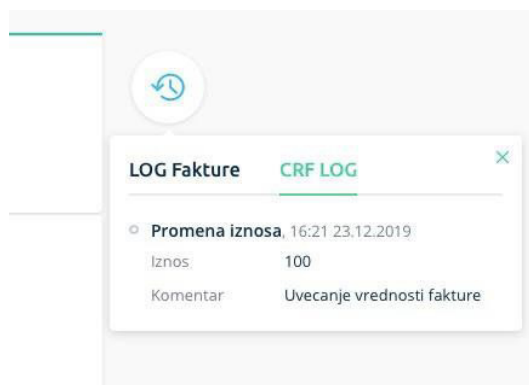 LOG Fakture CRF LOG
Promena iznosa, 16:21 23.12.2019
Iznos 100
Komentar Uvecanje vrednosti fakture